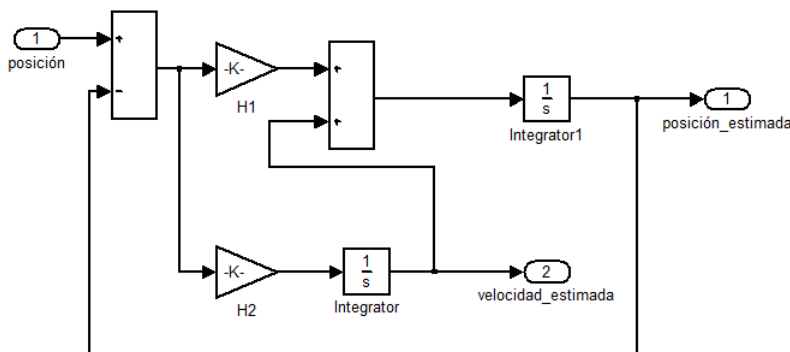 1
posición
+
−
-K-
H1
+
+
1
s
Integrator1
1
posición_estimada
-K-
H2
1
s
Integrator
2
velocidad_estimada